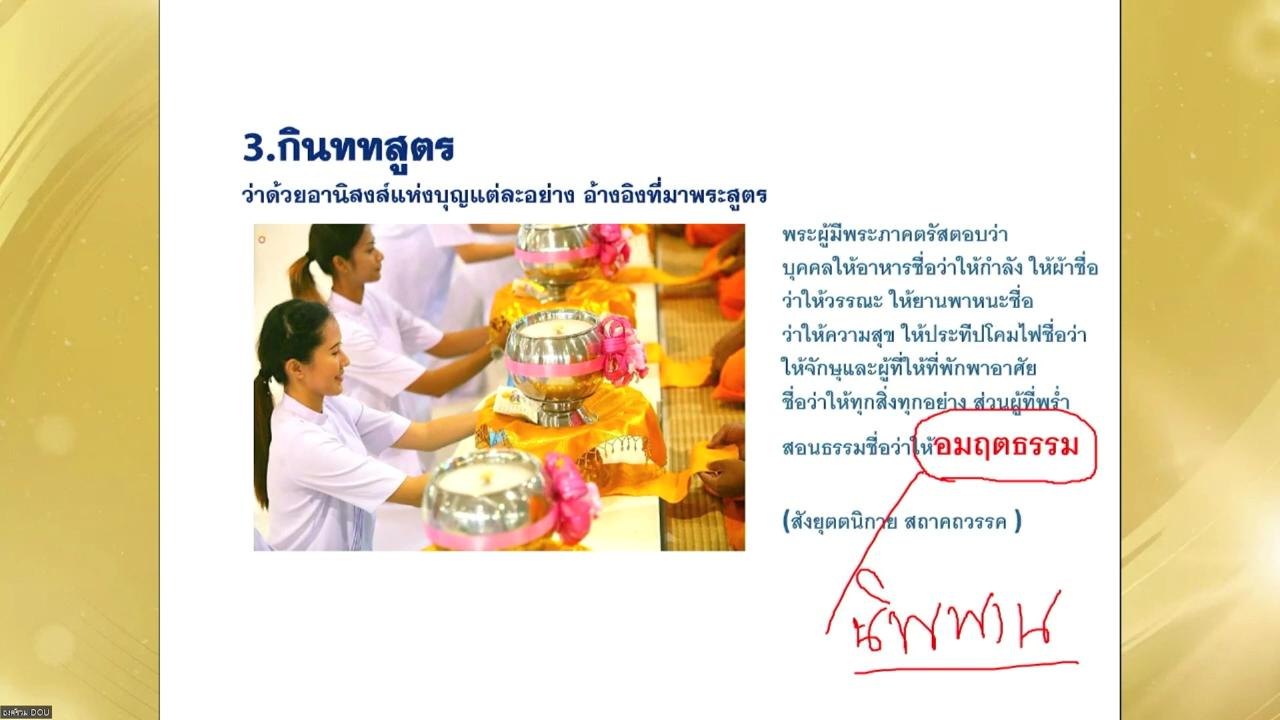 3.กินททสูตร
ว่าด้วยอานิสงส์แห่งบุญแต่ละอย่าง อ้างอิงที่มาพระสูตร
พระผู้มีพระภาคตรัสตอบว่า
บุคคลให้อาหารชื่อว่าให้กำลัง ให้ผ้าชื่อ
ว่าให้วรรณะ ให้ยานพาหนะชื่อ
ว่าให้ความสุข ให้ประทีปโคมไฟชื่อว่า
ให้จักษุและผู้ที่ให้ที่พักพาอาศัย
ชื่อว่าให้ทุกสิ่งทุกอย่าง ส่วนผู้ที่พร่ำ
สอนธรรมชื่อว่าให้อมฤตธรรม
(สังยุตตนิกาย สถาคถวรรค )
นิพพาน
DOU